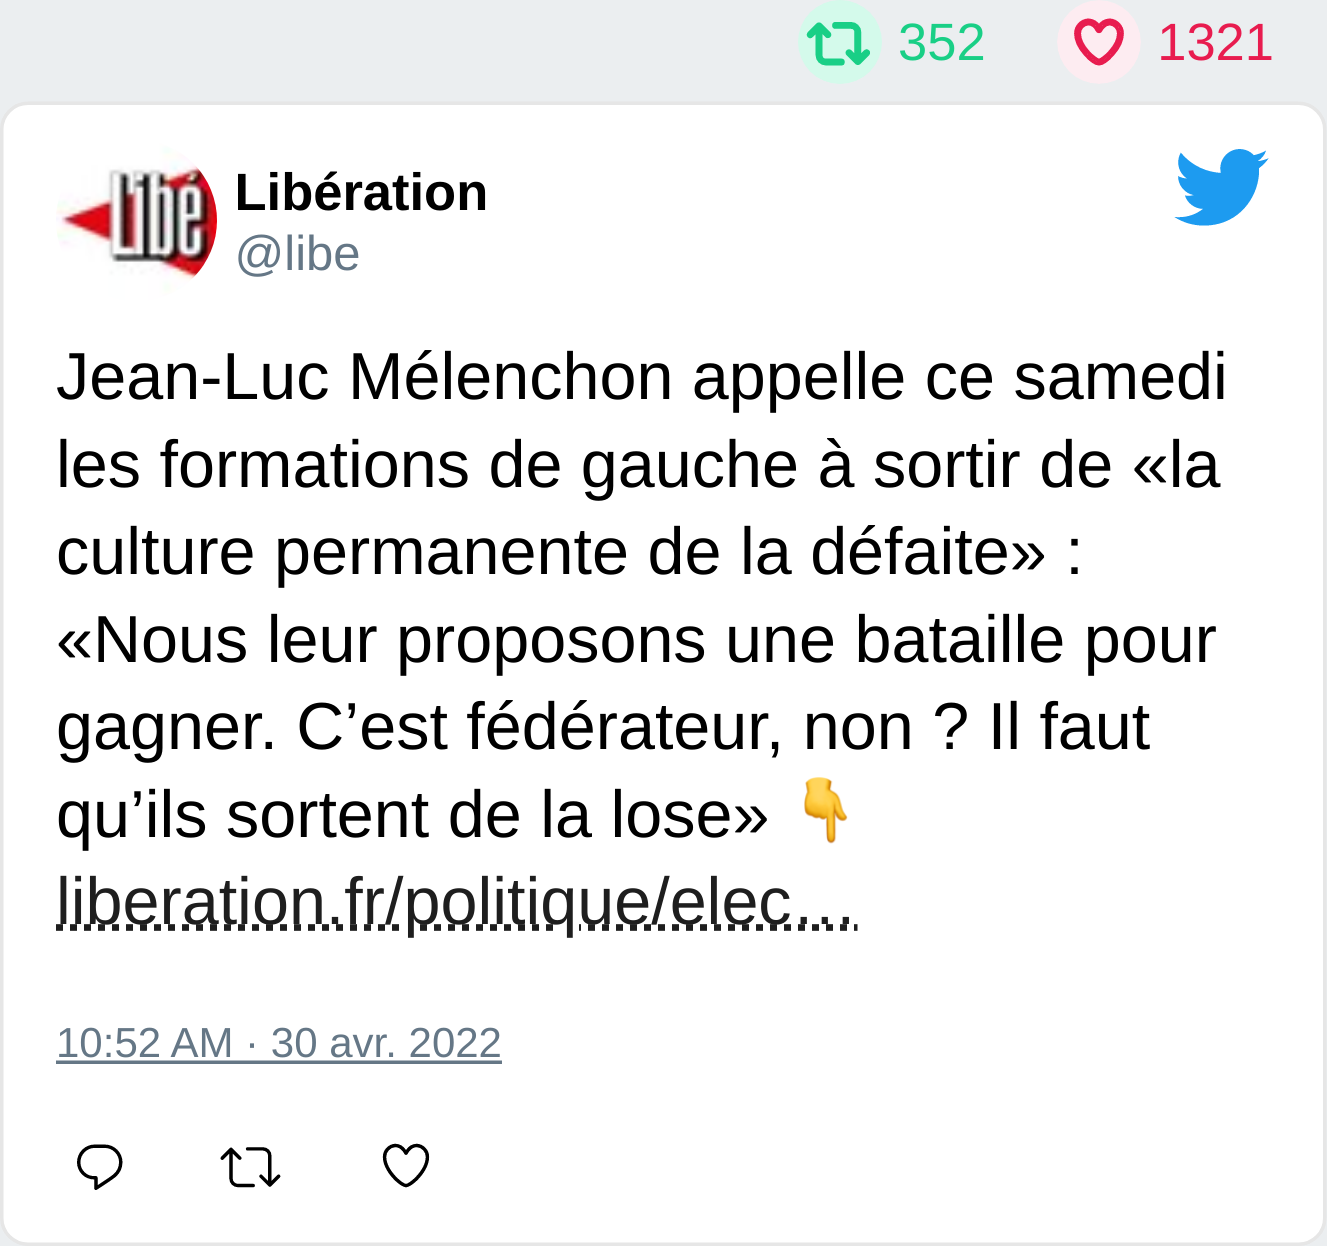 352 1321
Libé
Libération
@libe
Jean-Luc Mélenchon appelle ce samedi
les formations de gauche à sortir de «la
culture permanente de la défaite» :
«Nous leur proposons une bataille pour
gagner. C’est fédérateur, non ? Il faut
qu’ils sortent de la lose» 👇
liberation.fr/politique/elec…
10:52 AM · 30 avr. 2022